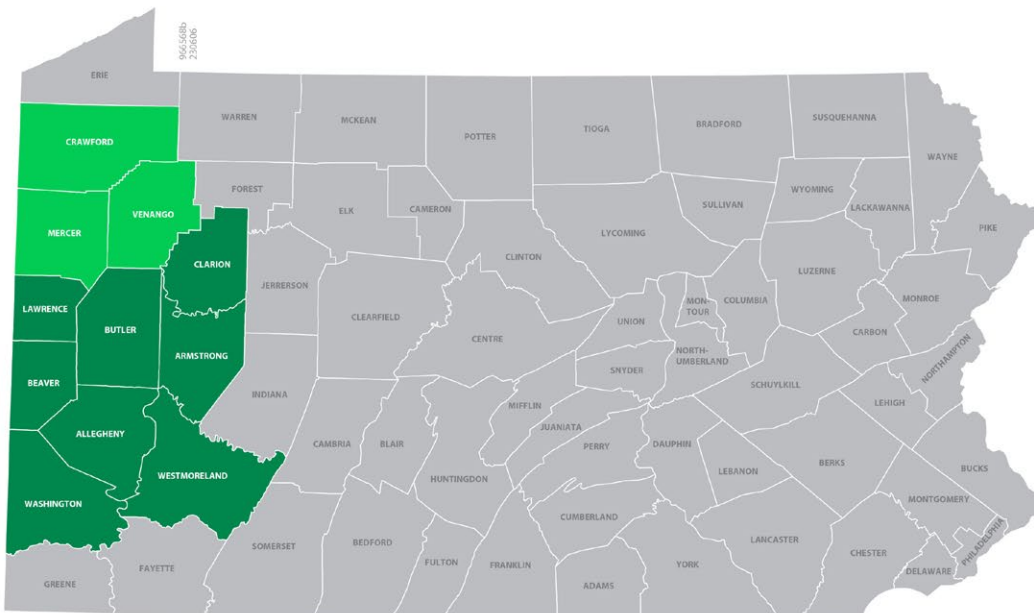 966568b
230606
ERIE
WARREN
MCKEAN
POTTER
TIOGA
BRADFORD
SUSQUEHANNA
WAYNE
CRAWFORD
FOREST
ELK
CAMERON
WYOMING
LACKAWANNA
SULLIVAN
PIKE
VENANGO
MERCER
LYCOMING
CLINTON
CLARION
LUZERNE
JERRERSON
MONROE
LAWRENCE
BUTLER
CLEARFIELD
CENTRE
UNION
MON-
TOUR
COLUMBIA
CARBON
ARMSTRONG
NORTH-
UMBERLAND
SNYDER
NORTHAMPTON
BEAVER
SCHUYLKILL
LEHIGH
INDIANA
MIFFLIN
JUANIATA
ALLEGHENY
CAMBRIA
BLAIR
PERRY
DAUPHIN
LEBANON
BERKS
BUCKS
WESTMORELAND
HUNTINGDON
WASHINGTON
MONTGOMERY
CUMBERLAND
PHILADELPHIA
SOMERSET
BEDFORD
FULTON
FRANKLIN
ADAMS
YORK
LANCASTER
CHESTER
DELAWARE
GREENE
FAYETTE